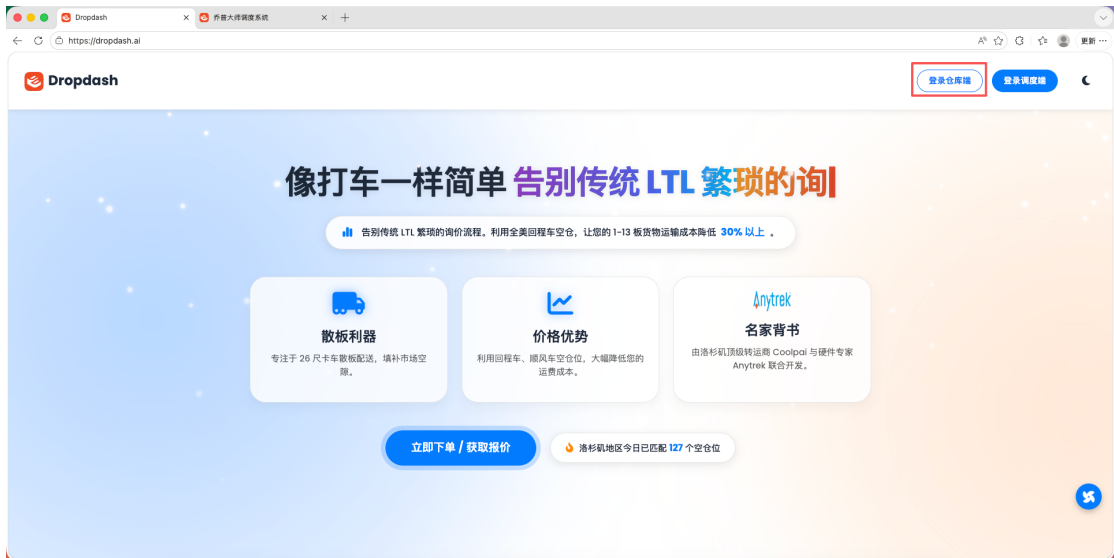 Dropdash
乔普大师调度系统
https://dropdash.ai
更新
Dropdash
登录仓库端
登录调度端
像打车一样简单 告别传统 LTL 繁琐的询
告别传统 LTL 繁琐的询价流程。利用全美回程车空仓，让您的 1-13 板货物运输成本降低 30% 以上 。
散板利器
专注于 26 尺卡车散板配送，填补市场空
隙。
价格优势
利用回程车、顺风车空仓位，大幅降低您的
运费成本。
Anytrek
名家背书
由洛杉矶顶级转运商 Coolpai 与硬件专家
Anytrek 联合开发。
立即下单 / 获取报价
洛杉矶地区今日已匹配 127 个空仓位